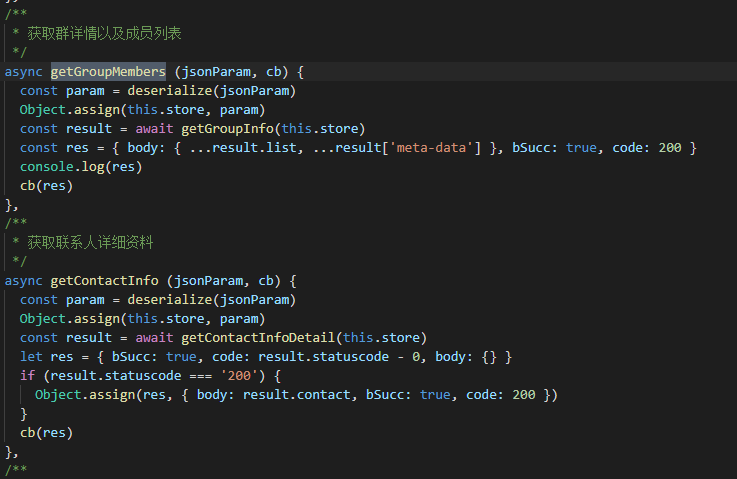 /**
* 获取群详情以及成员列表
*/
async getGroupMembers (jsonParam, cb) {
const param = deserialize(jsonParam)
Object.assign(this.store, param)
const result = await getGroupInfo(this.store)
const res = { body: { ...result.list, ...result['meta-data'] }, bSucc: true, code: 200 }
console.log(res)
cb(res)
},
/**
* 获取联系人详细资料
*/
async getContactInfo (jsonParam, cb) {
const param = deserialize(jsonParam)
Object.assign(this.store, param)
const result = await getContactInfoDetail(this.store)
let res = { bSucc: true, code: result.statuscode - 0, body: {} }
if (result.statuscode === '200') {
Object.assign(res, { body: result.contact, bSucc: true, code: 200 })
}
cb(res)
},
/**